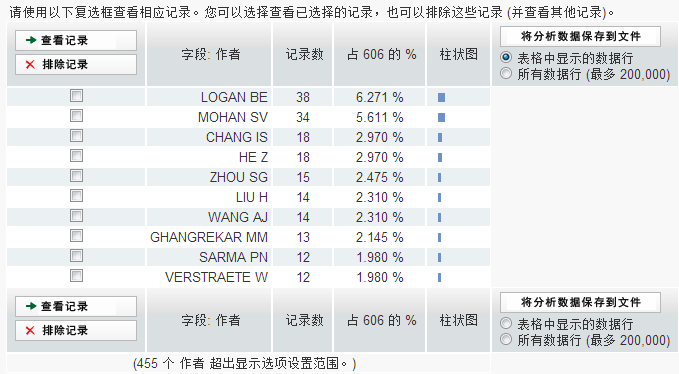 请使用以下复选框查看相应记录。您可以选择查看已选择的记录，也可以排除这些记录 (并查看其他记录)。
查看记录
排除记录
字段: 作者 记录数 占 606 的 % 柱状图
将分析数据保存到文件
表格中显示的数据行
所有数据行 (最多 200,000)
LOGAN BE 38 6.271 %
MOHAN SV 34 5.611 %
CHANG IS 18 2.970 %
HE Z 18 2.970 %
ZHOU SG 15 2.475 %
LIU H 14 2.310 %
WANG AJ 14 2.310 %
GHANGREKAR MM 13 2.145 %
SARMA PN 12 1.980 %
VERSTRAETE W 12 1.980 %
查看记录
排除记录
字段: 作者 记录数 占 606 的 % 柱状图
将分析数据保存到文件
表格中显示的数据行
所有数据行 (最多 200,000)
(455 个 作者 超出显示选项设置范围。)